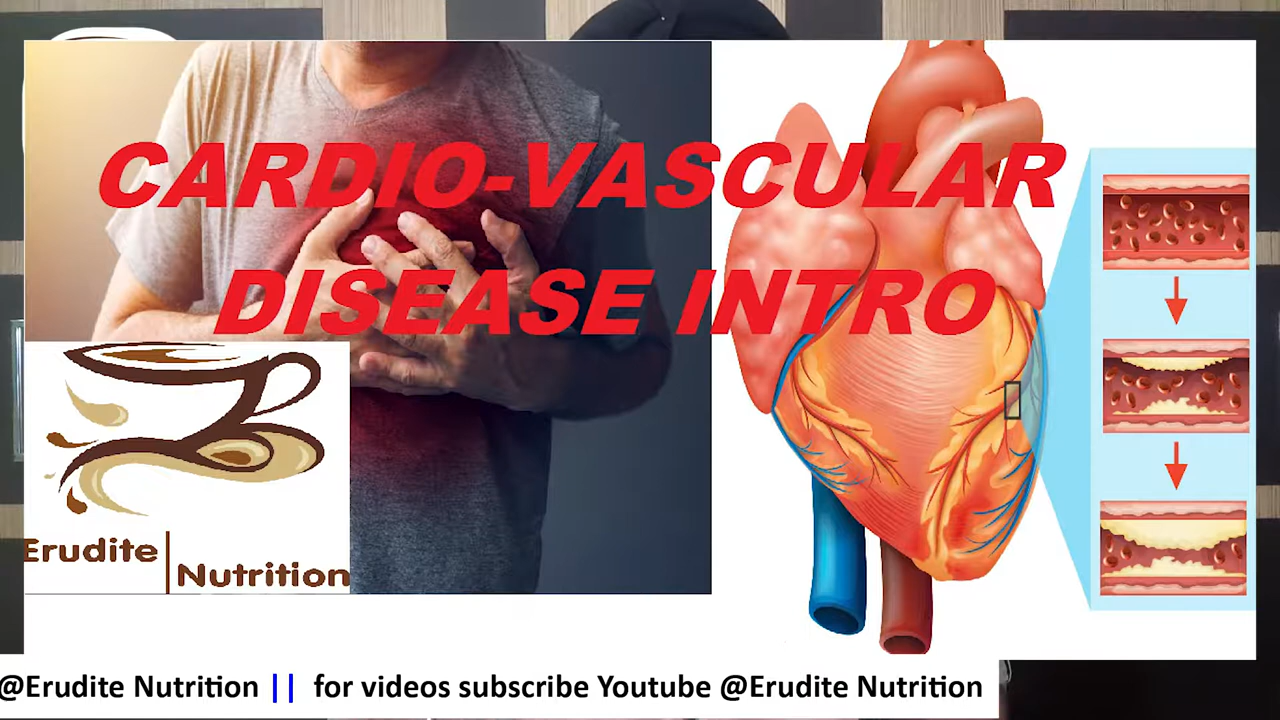 CARDIO-VASCULAR
DISEASE INTRO
Erudite
Nutrition
@Erudite Nutrition || for videos subscribe Youtube @Erudite Nutrition